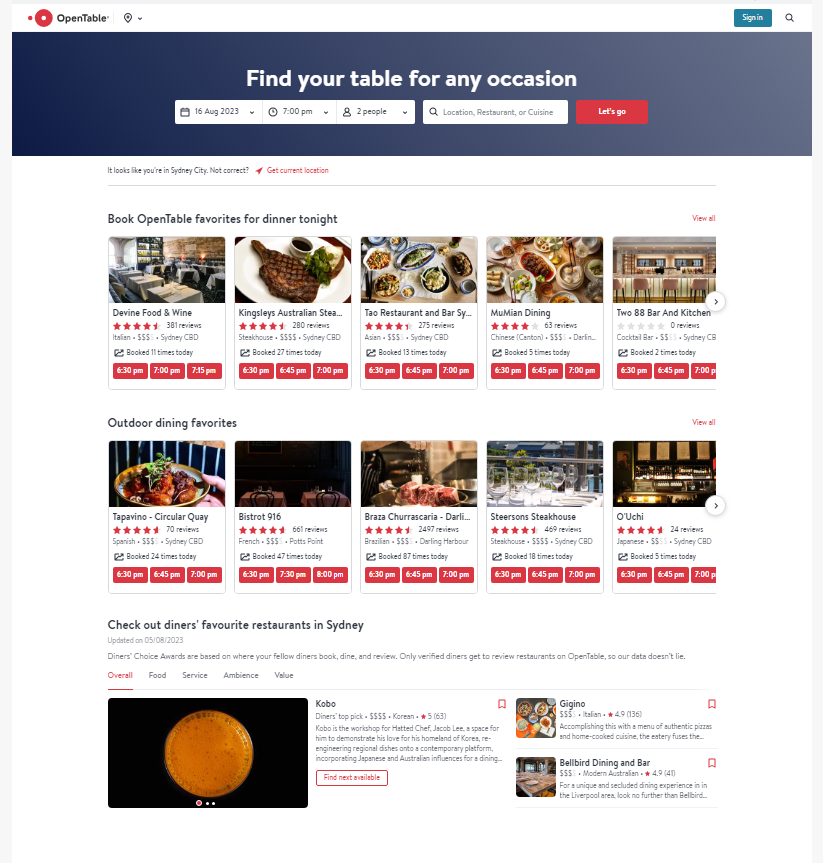 OpenTable
Sign in
Find your table for any occasion
16 Aug 2023
7:00 pm
2 people
Location, Restaurant, or Cuisine
Let's go
It looks like you're in Sydney City. Not correct? Get current location
Book OpenTable favorites for dinner tonight
View all
Devine Food & Wine
381 reviews
Italian • $$$$ • Sydney CBD
Booked 11 times today
6:30 pm 7:00 pm 7:15 pm
Kingsleys Australian Stea...
280 reviews
Steakhouse • $$$$ • Sydney CBD
Booked 27 times today
6:30 pm 6:45 pm 7:00 pm
Tao Restaurant and Bar Sy...
275 reviews
Asian • $$$$ • Sydney CBD
Booked 13 times today
6:30 pm 6:45 pm 7:00 pm
MuMian Dining
63 reviews
Chinese (Canton) • $$$$ • Darlin...
Booked 5 times today
6:30 pm 6:45 pm 7:00 pm
Two 88 Bar And Kitchen
0 reviews
Cocktail Bar • $$$$ • Sydney CB
Booked 2 times today
6:30 pm 6:45 pm 7:00 p
Outdoor dining favorites
View all
Tapavino - Circular Quay
70 reviews
Spanish • $$$$ • Sydney CBD
Booked 24 times today
6:30 pm 6:45 pm 7:00 pm
Bistrot 916
661 reviews
French • $$$$ • Potts Point
Booked 47 times today
6:30 pm 7:30 pm 8:00 pm
Braza Churrascaria - Darli...
2497 reviews
Brazilian • $$$$ • Darling Harbour
Booked 87 times today
6:30 pm 6:45 pm 7:00 pm
Steersons Steakhouse
469 reviews
Steakhouse • $$$$ • Sydney CBD
Booked 18 times today
6:30 pm 6:45 pm 7:00 pm
O'Uchi
24 reviews
Japanese • $$$$ • Sydney CBD
Booked 5 times today
6:30 pm 6:45 pm 7:00 p
Check out diners' favourite restaurants in Sydney
Updated on 05/08/2023
Diners' Choice Awards are based on where your fellow diners book, dine, and review. Only verified diners get to review restaurants on OpenTable, so our data doesn't lie.
Overall Food Service Ambience Value
Kobo
Diners' top pick • $$$$ • Korean • ★ 5 (63)
Kobo is the workshop for Hatted Chef, Jacob Lee, a space for
him to demonstrate his love for his homeland of Korea, re-
engineering regional dishes onto a contemporary platform,
incorporating Japanese and Australian influences for a dining...
Find next available
Gigino
$$$$ • Italian • ★ 4.9 (136)
Accomplishing this with a menu of authentic pizzas
and home-cooked cuisine, the eatery fuses the...
Bellbird Dining and Bar
$$$$ • Modern Australian • ★ 4.9 (41)
For a unique and secluded dining experience in in
the Liverpool area, look no further than Bellbird...